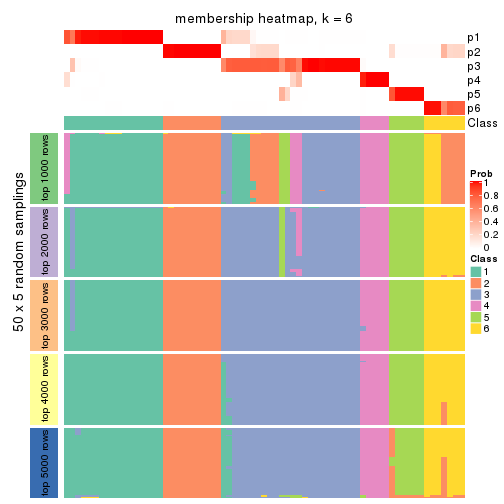 membership heatmap, k = 6
p1
p2
p3
p4
p5
p6
Class
50 x 5 random samplings
top 1000 rows
top 2000 rows
top 3000 rows
top 4000 rows
top 5000 rows
Prob
1
0.8
0.6
0.4
0.2
0
Class
1
2
3
4
5
6